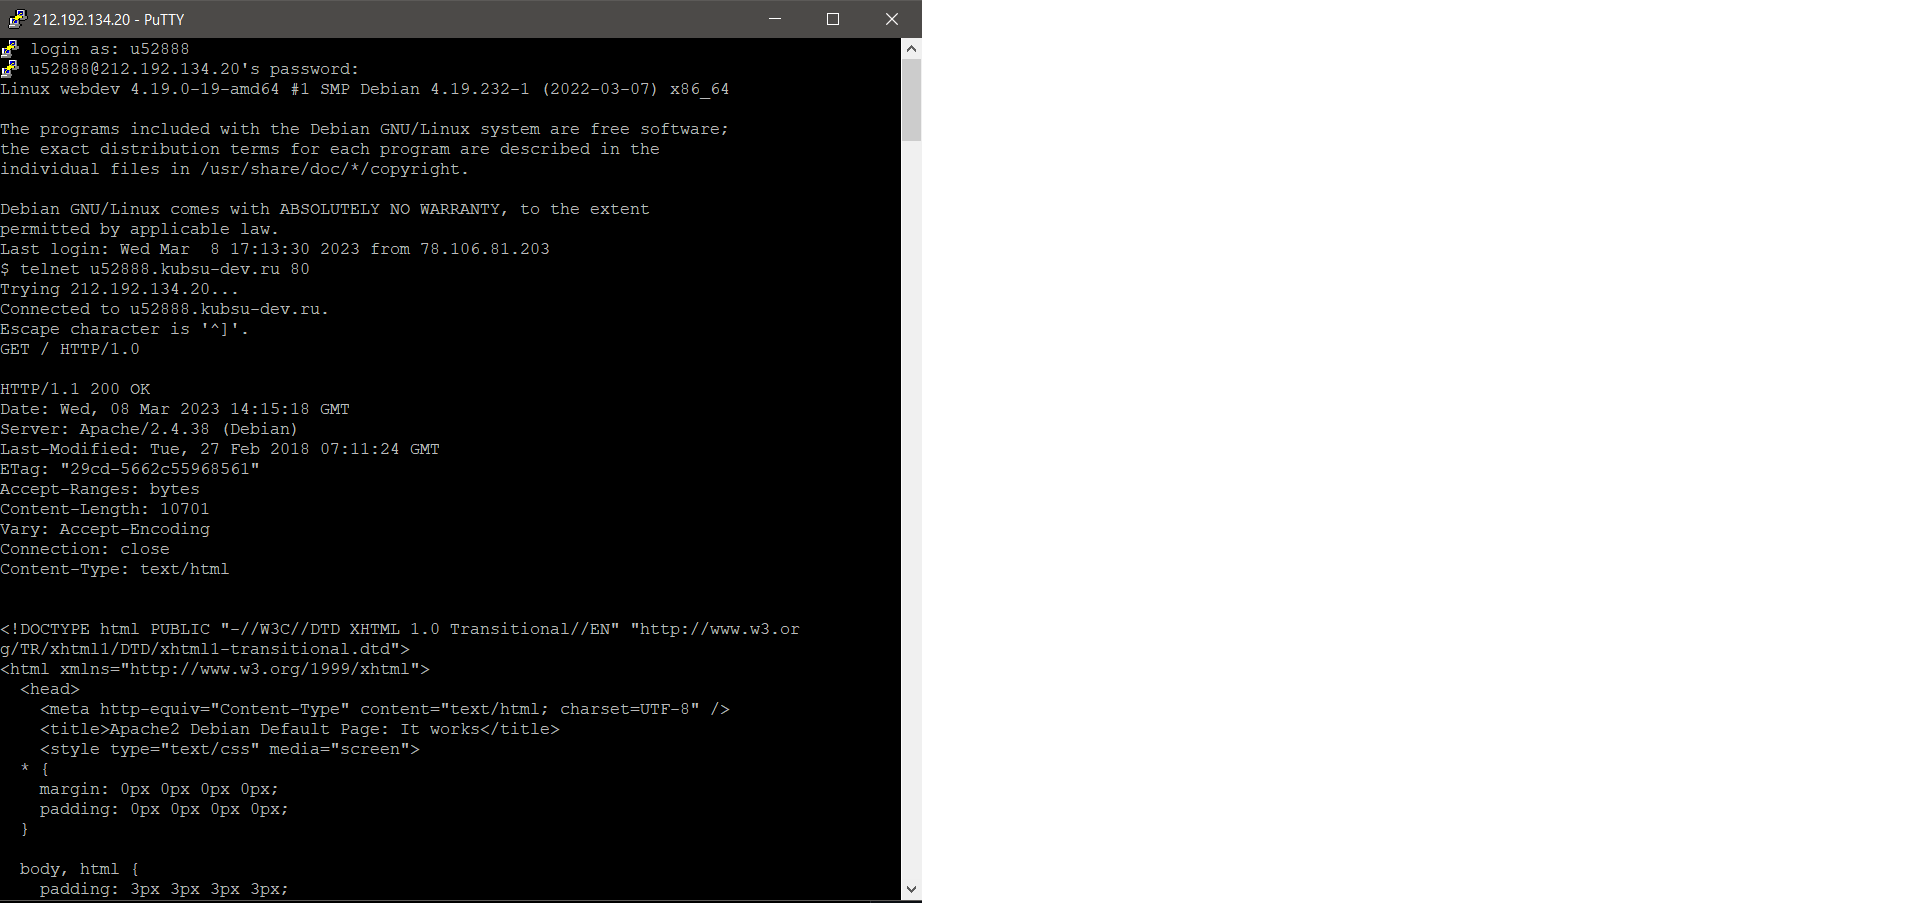 212.192.134.20 - PuTTY
login as: u52888
u52888@212.192.134.20's password:
Linux webdev 4.19.0-19-amd64 #1 SMP Debian 4.19.232-1 (2022-03-07) x86_64
The programs included with the Debian GNU/Linux system are free software;
the exact distribution terms for each program are described in the
individual files in /usr/share/doc/*/copyright.
Debian GNU/Linux comes with ABSOLUTELY NO WARRANTY, to the extent
permitted by applicable law.
Last login: Wed Mar  8 17:13:30 2023 from 78.106.81.203
$ telnet u52888.kubsu-dev.ru 80
Trying 212.192.134.20...
Connected to u52888.kubsu-dev.ru.
Escape character is '^]'.
GET / HTTP/1.0
HTTP/1.1 200 OK
Date: Wed, 08 Mar 2023 14:15:18 GMT
Server: Apache/2.4.38 (Debian)
Last-Modified: Tue, 27 Feb 2018 07:11:24 GMT
ETag: "29cd-5662c55968561"
Accept-Ranges: bytes
Content-Length: 10701
Vary: Accept-Encoding
Connection: close
Content-Type: text/html
<!DOCTYPE html PUBLIC "-//W3C//DTD XHTML 1.0 Transitional//EN" "http://www.w3.or
g/TR/xhtml1/DTD/xhtml1-transitional.dtd">
<html xmlns="http://www.w3.org/1999/xhtml">
  <head>
    <meta http-equiv="Content-Type" content="text/html; charset=UTF-8" />
    <title>Apache2 Debian Default Page: It works</title>
    <style type="text/css" media="screen">
  * {
    margin: 0px 0px 0px 0px;
    padding: 0px 0px 0px 0px;
  }
  body, html {
    padding: 3px 3px 3px 3px;